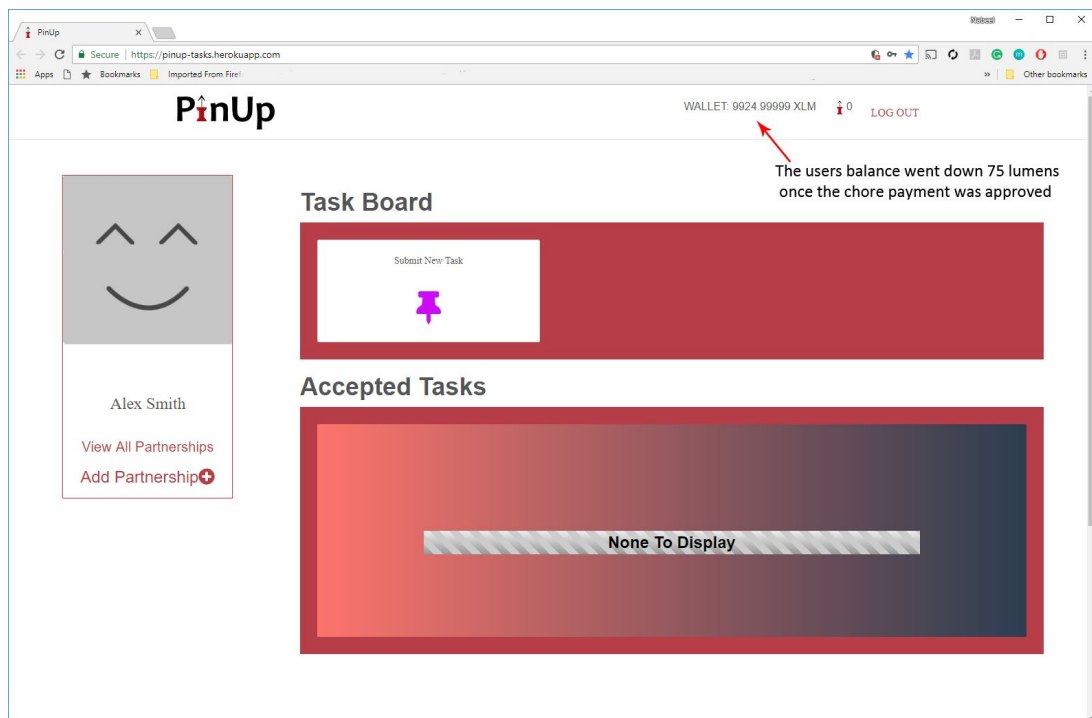 Nabeel
PinUp
Secure | https://pinup-tasks.herokuapp.com
Apps Bookmarks Imported From Firef
» Other bookmarks
PinUp
WALLET: 9924.99999 XLM 0 LOG OUT
The users balance went down 75 lumens
once the chore payment was approved
Task Board
Submit New Task
Alex Smith
View All Partnerships
Add Partnership
Accepted Tasks
None To Display